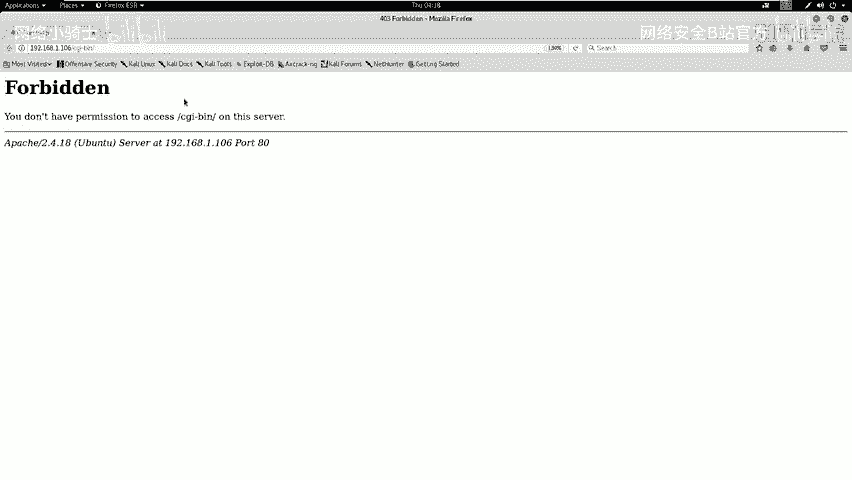 Applications ▾ Places ▾ Firefox ESR ▾ Thu 04:18
403 Forbidden - Mozilla Firefox
网络小骑士 bilibili 网络安全B站官方 bilibili
192.168.1.106/cgi-bin/ Search
Most Visited Offensive Security Kali Linux Kali Docs Kali Tools Exploit-DB Aircrack-ng Kali Forums NetHunter Getting Started
Forbidden
You don't have permission to access /cgi-bin/ on this server.
Apache/2.4.18 (Ubuntu) Server at 192.168.1.106 Port 80